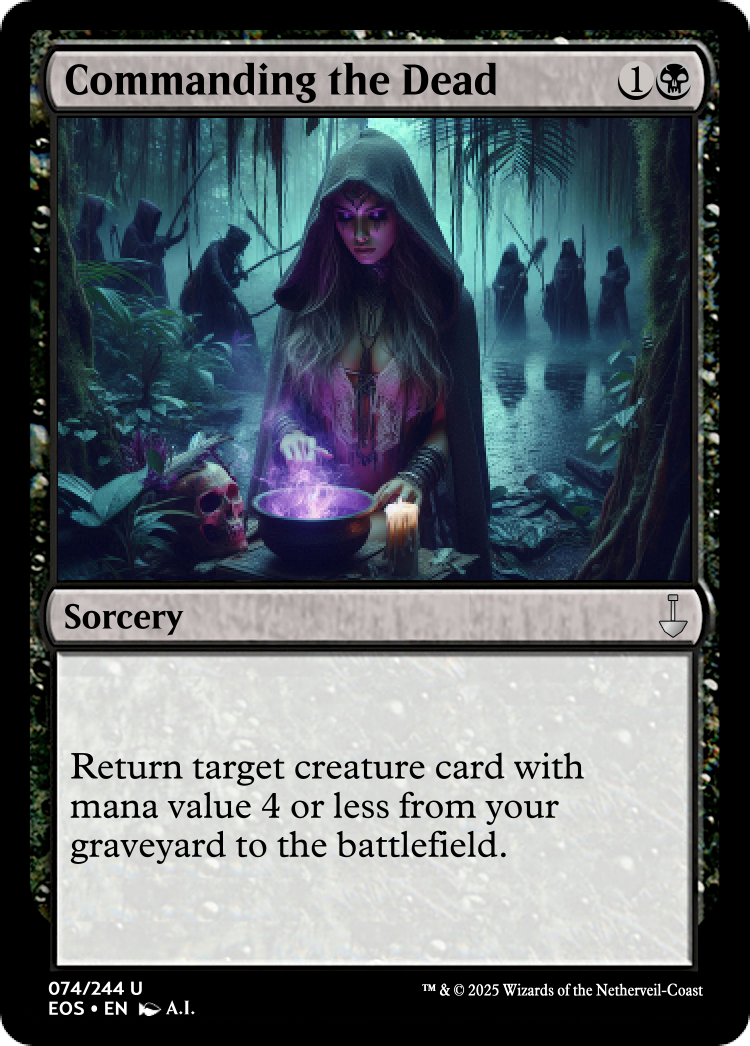 Commanding the Dead 1
Sorcery
Return target creature card with
mana value 4 or less from your
graveyard to the battlefield.
074/244 U
EOS • EN A.I.
™ & © 2025 Wizards of the Netherveil-Coast